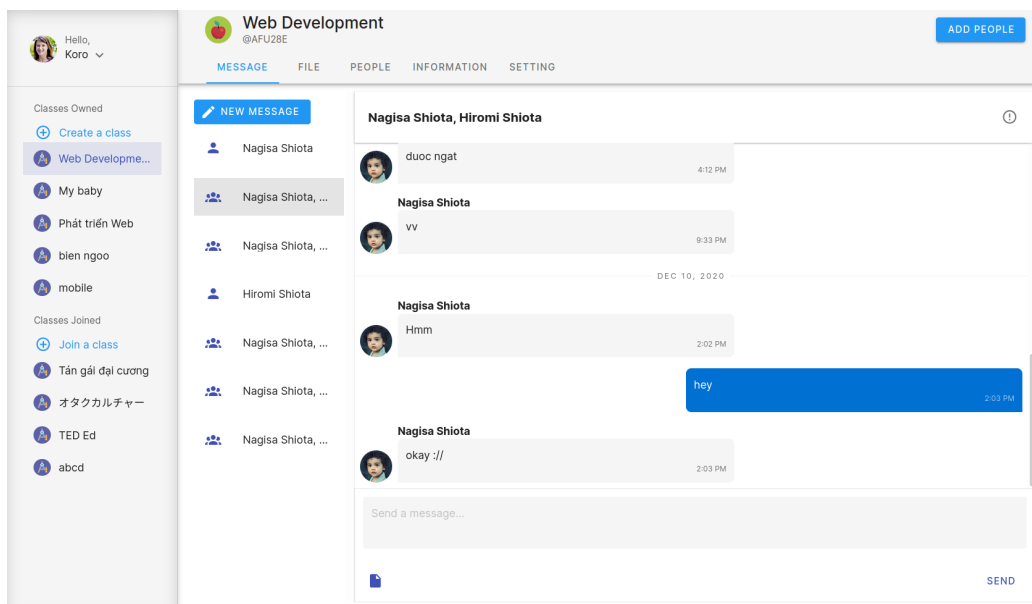 Hello,
Koro
Classes Owned
Create a class
Web Developme...
My baby
Phát triển Web
bien ngoo
mobile
Classes Joined
Join a class
Tán gái đại cương
オタクカルチャー
TED Ed
abcd
Web Development
@AFU28E
ADD PEOPLE
MESSAGE FILE PEOPLE INFORMATION SETTING
NEW MESSAGE
Nagisa Shiota
Nagisa Shiota, ...
Nagisa Shiota, ...
Hiromi Shiota
Nagisa Shiota, ...
Nagisa Shiota, ...
Nagisa Shiota, ...
Nagisa Shiota, Hiromi Shiota
duoc ngat
4:12 PM
Nagisa Shiota
vv
9:33 PM
DEC 10, 2020
Nagisa Shiota
Hmm
2:02 PM
hey
2:03 PM
Nagisa Shiota
okay ://
2:03 PM
Send a message...
SEND